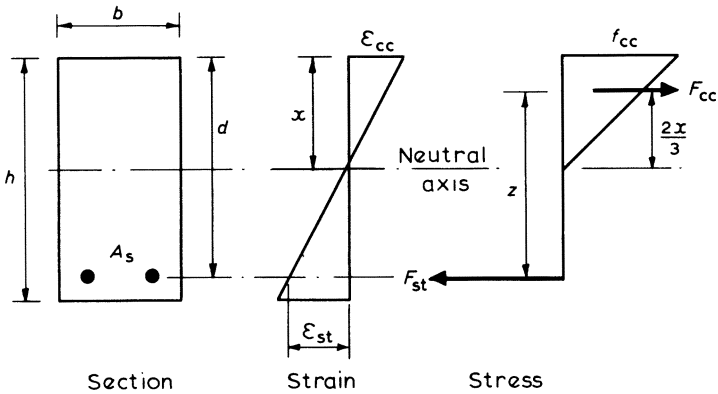 b
h
d
A_s
Section
ε_cc
x
ε_st
Strain
Neutral
axis
f_cc
F_cc
2x/3
z
F_st
Stress